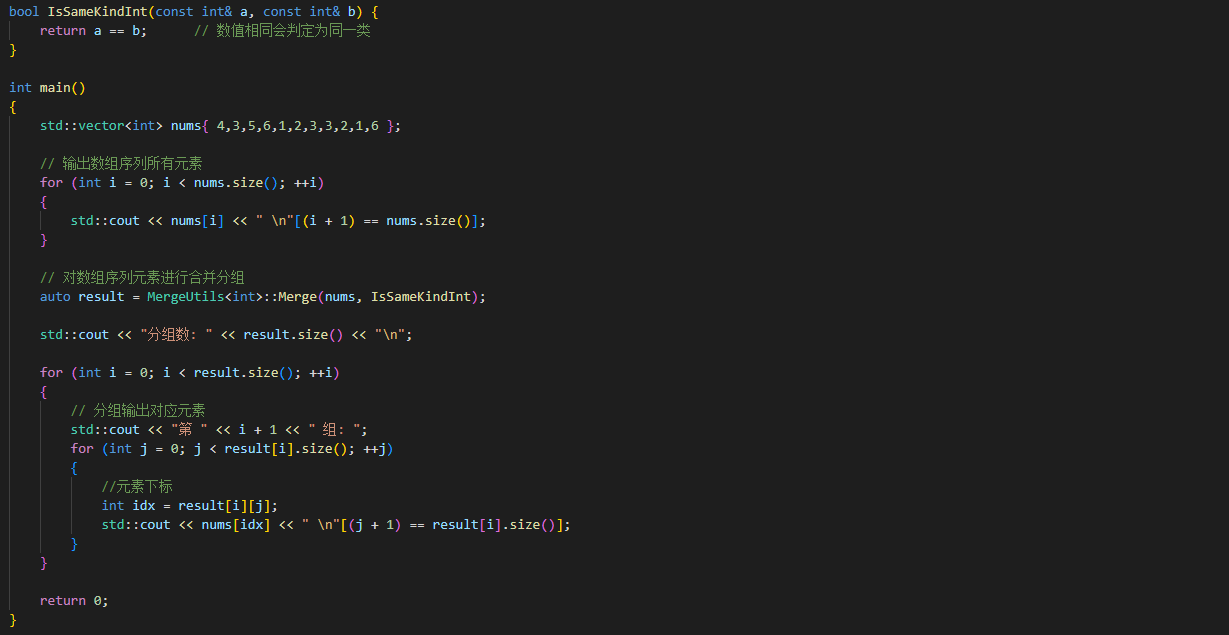 bool IsSameKindInt(const int& a, const int& b) {
    return a == b;      // 数值相同会判定为同一类
}

int main()
{
    std::vector<int> nums{ 4,3,5,6,1,2,3,3,2,1,6 };

    // 输出数组序列所有元素
    for (int i = 0; i < nums.size(); ++i)
    {
        std::cout << nums[i] << " \n"[(i + 1) == nums.size()];
    }

    // 对数组序列元素进行合并分组
    auto result = MergeUtils<int>::Merge(nums, IsSameKindInt);

    std::cout << "分组数: " << result.size() << "\n";

    for (int i = 0; i < result.size(); ++i)
    {
        // 分组输出对应元素
        std::cout << "第 " << i + 1 << " 组: ";
        for (int j = 0; j < result[i].size(); ++j)
        {
            //元素下标
            int idx = result[i][j];
            std::cout << nums[idx] << " \n"[(j + 1) == result[i].size()];
        }
    }

    return 0;
}